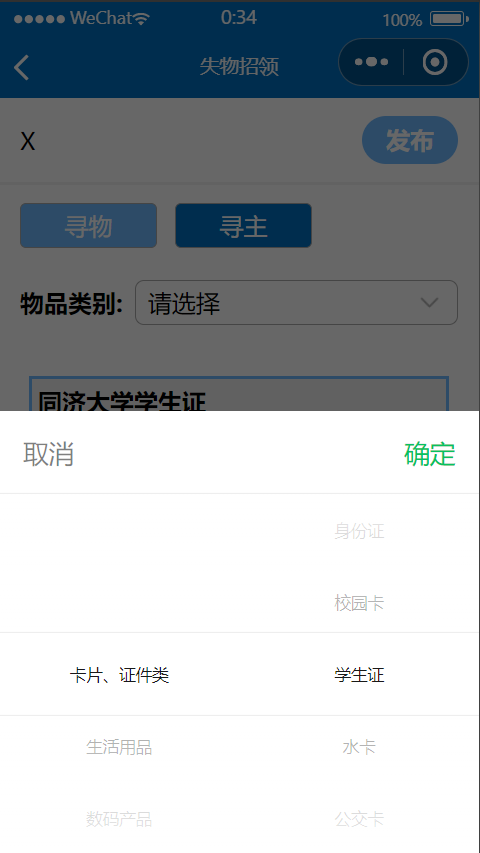 WeChat 0:34 100%
失物招领
X 发布
寻物 寻主
物品类别: 请选择
同济大学学生证
取消 确定
身份证
校园卡
卡片、证件类 学生证
生活用品 水卡
数码产品 公交卡